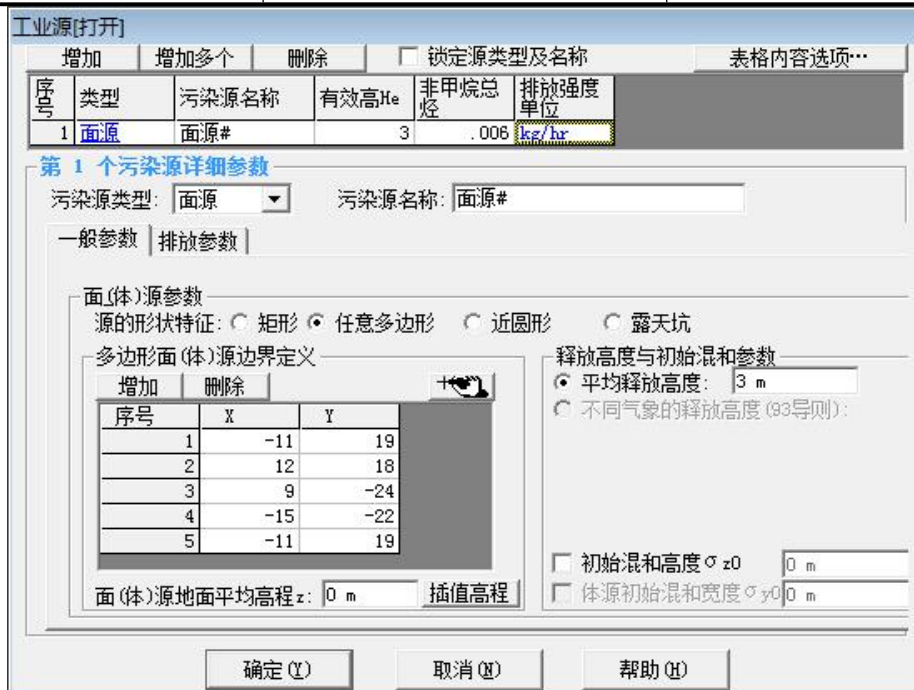 工业源[打开]
增加 增加多个 删除 锁定源类型及名称 表格内容选项…
序号 类型 污染源名称 有效高He 非甲烷总烃 排放强度单位
1 面源 面源# 3 .006 kg/hr
第 1 个污染源详细参数
污染源类型: 面源 污染源名称: 面源#
一般参数 排放参数
面(体)源参数
源的形状特征: 矩形 任意多边形 近圆形 露天坑
多边形面(体)源边界定义 释放高度与初始混和参数
增加 删除 平均释放高度: 3 m
序号 X Y 不同气象的释放高度(93导则):
1 -11 19
2 12 18
3 9 -24
4 -15 -22
5 -11 19
初始混和高度σz0 0 m
面(体)源地面平均高程z: 0 m 插值高程 体源初始混和宽度σy0 0 m
确定(Y) 取消(N) 帮助(H)